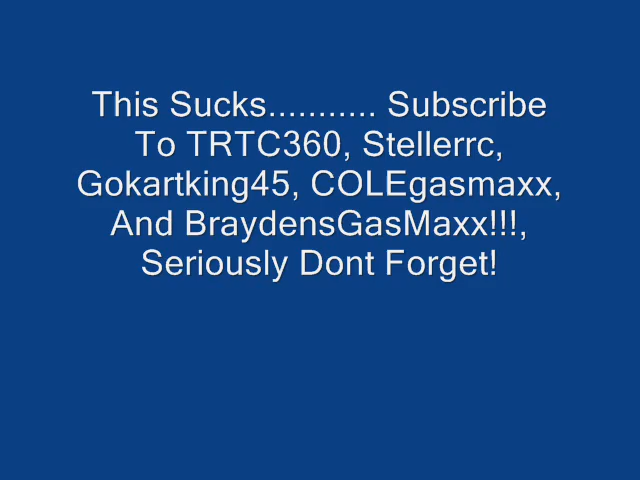 This Sucks........... Subscribe
To TRTC360, Stellerrc,
Gokartking45, COLEgasmaxx,
And BraydensGasMaxx!!!,
Seriously Dont Forget!